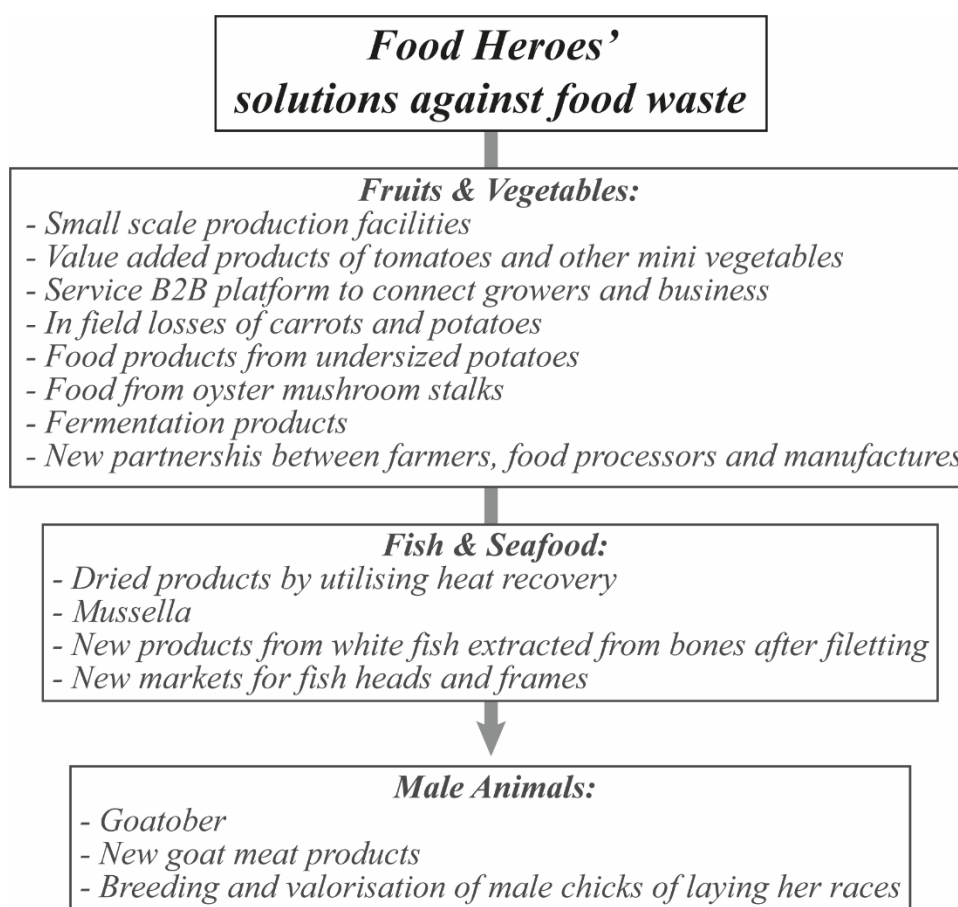 Food Heroes’
solutions against food waste
Fruits & Vegetables:
- Small scale production facilities
- Value added products of tomatoes and other mini vegetables
- Service B2B platform to connect growers and business
- In field losses of carrots and potatoes
- Food products from undersized potatoes
- Food from oyster mushroom stalks
- Fermentation products
- New partnershis between farmers, food processors and manufactures
Fish & Seafood:
- Dried products by utilising heat recovery
- Mussella
- New products from white fish extracted from bones after filetting
- New markets for fish heads and frames
Male Animals:
- Goatober
- New goat meat products
- Breeding and valorisation of male chicks of laying her races